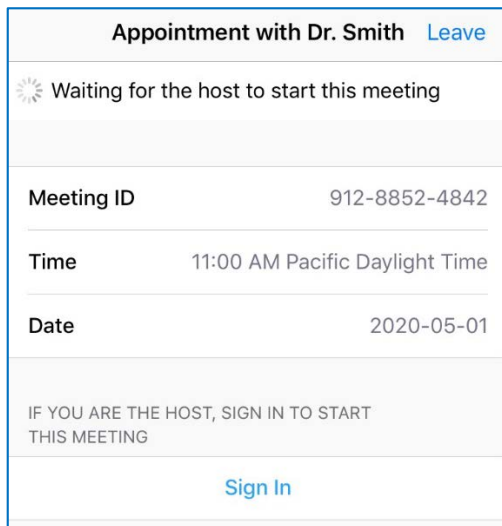 Appointment with Dr. Smith Leave
Waiting for the host to start this meeting
Meeting ID 912-8852-4842
Time 11:00 AM Pacific Daylight Time
Date 2020-05-01
IF YOU ARE THE HOST, SIGN IN TO START
THIS MEETING
Sign In